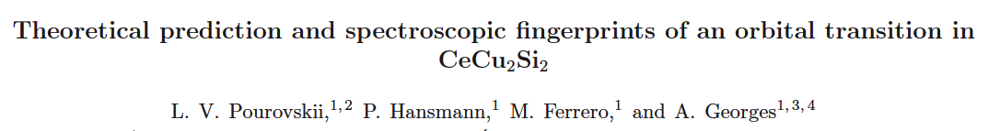 Theoretical prediction and spectroscopic fingerprints of an orbital transition in
CeCu₂Si₂
L. V. Pourovskii,¹,² P. Hansmann,¹ M. Ferrero,¹ and A. Georges¹,³,⁴